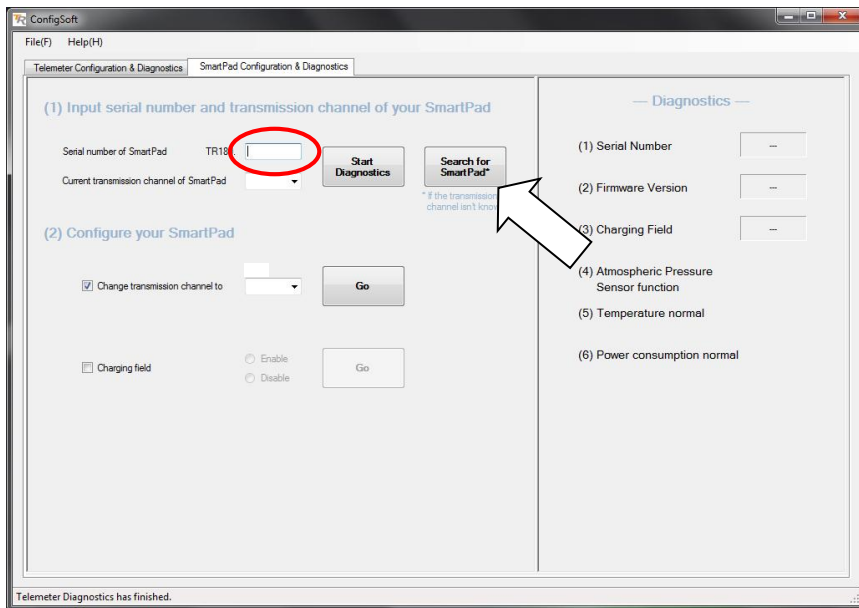 ConfigSoft
File(F) Help(H)
Telemeter Configuration & Diagnostics
SmartPad Configuration & Diagnostics
(1) Input serial number and transmission channel of your SmartPad
Serial number of SmartPad
TR18
Start
Diagnostics
Search for
SmartPad*
Current transmission channel of SmartPad
* If the transmission
channel isn't
(2) Configure your SmartPad
Change transmission channel to
Go
Charging field
Enable
Disable
Go
— Diagnostics —
(1) Serial Number
--
(2) Firmware Version
--
(3) Charging Field
--
(4) Atmospheric Pressure
Sensor function
(5) Temperature normal
(6) Power consumption normal
Telemeter Diagnostics has finished.